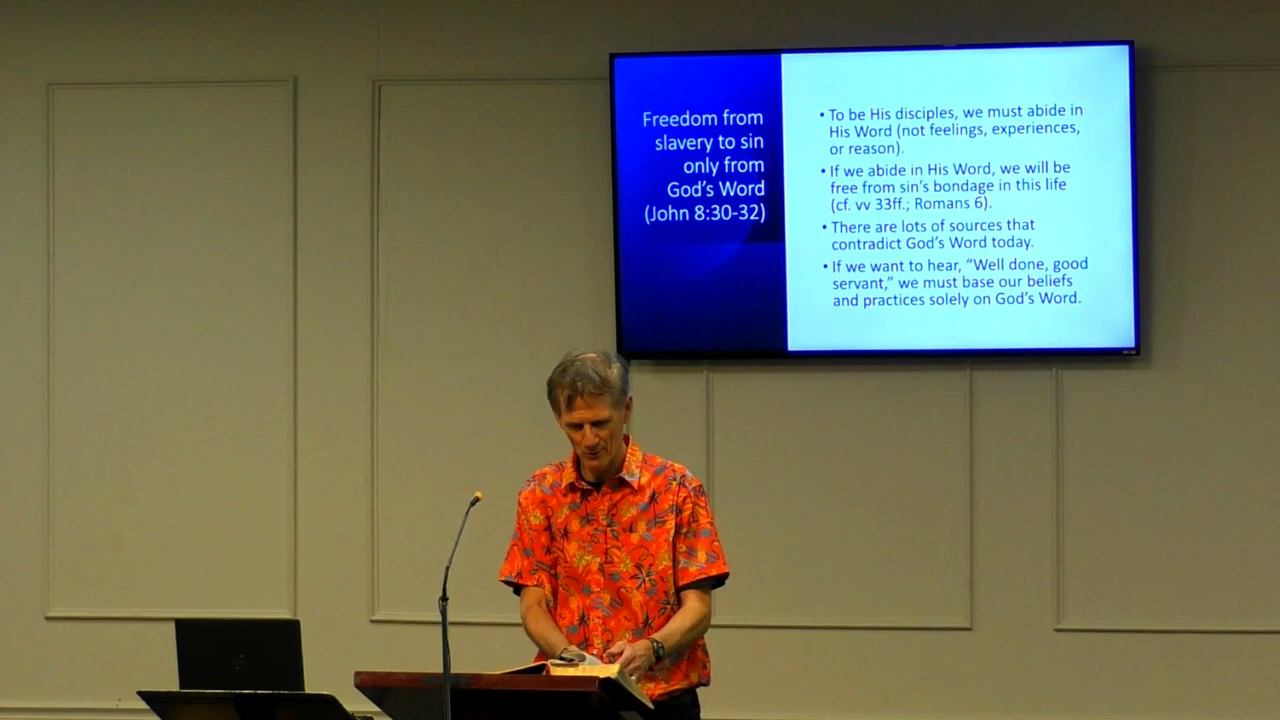 Freedom from
slavery to sin
only from
God's Word
(John 8:30-32)
• To be His disciples, we must abide in
His Word (not feelings, experiences,
or reason).
• If we abide in His Word, we will be
free from sin's bondage in this life
(cf. vv 33ff.; Romans 6).
• There are lots of sources that
contradict God's Word today.
• If we want to hear, “Well done, good
servant,” we must base our beliefs
and practices solely on God's Word.